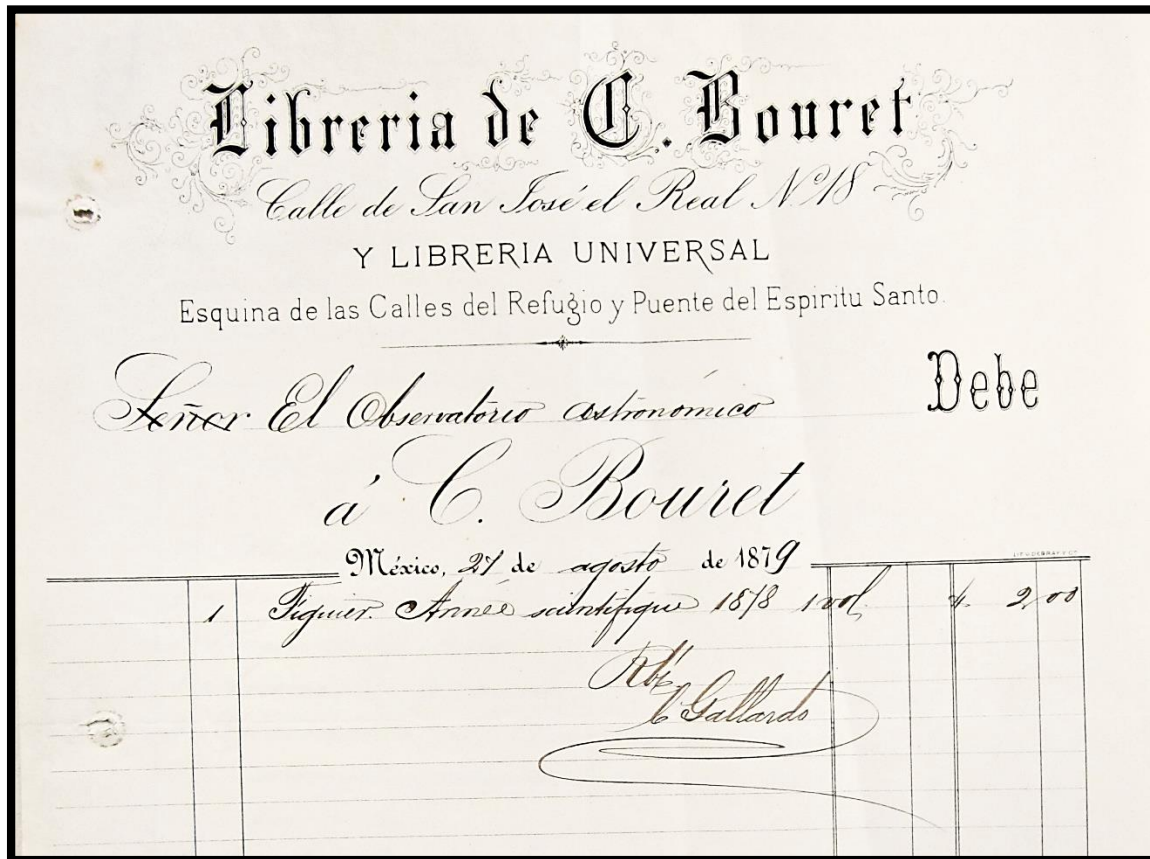 Libreria de C. Bouret
Calle de San José el Real Nº 18
Y LIBRERIA UNIVERSAL
Esquina de las Calles del Refugio y Puente del Espiritu Santo.
Señor El Observatorio astronómico Debe
á C. Bouret
México, 27 de agosto de 1879
1 Figuier. Année scientifique 1878 1 vol. $ 2 00
Rbí
C Gallardo